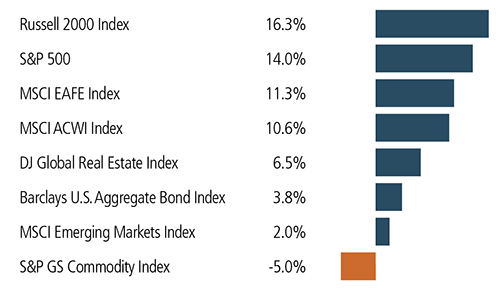 Russell 2000 Index 16.3%
S&P 500 14.0%
MSCI EAFE Index 11.3%
MSCI ACWI Index 10.6%
DJ Global Real Estate Index 6.5%
Barclays U.S. Aggregate Bond Index 3.8%
MSCI Emerging Markets Index 2.0%
S&P GS Commodity Index -5.0%